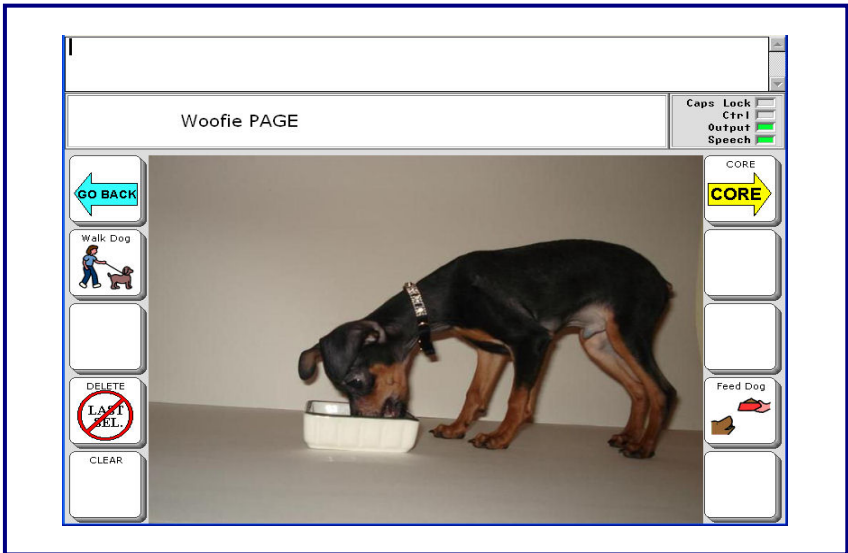 Woofie PAGE
Caps Lock
Ctrl
Output
Speech
GO BACK
CORE
CORE
Walk Dog
DELETE
LAST
SEL.
Feed Dog
CLEAR